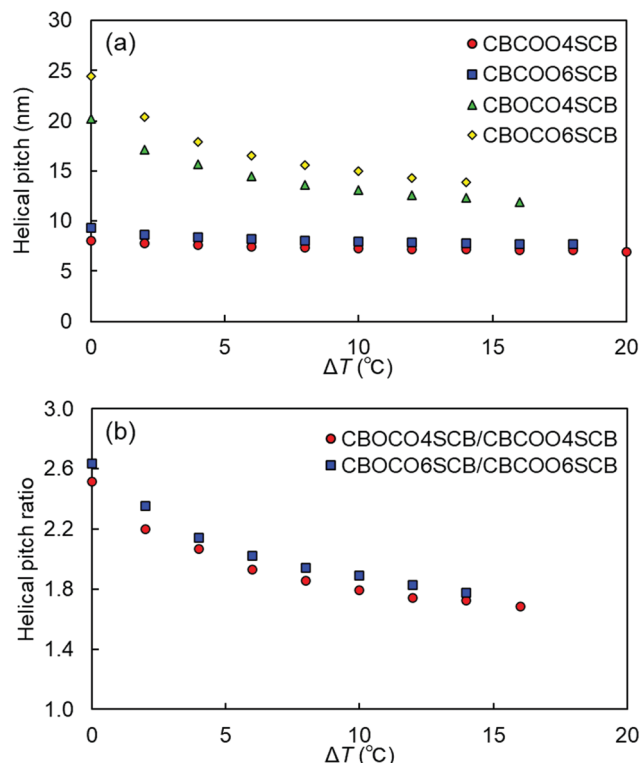 (a)
CBCOO4SCB
CBCOO6SCB
CBOCO4SCB
CBOCO6SCB
Helical pitch (nm)
30
25
20
15
10
5
0
0 5 10 15 20
ΔT (℃)
(b)
CBOCO4SCB/CBCOO4SCB
CBOCO6SCB/CBCOO6SCB
Helical pitch ratio
3.0
2.6
2.2
1.8
1.4
1.0
0 5 10 15 20
ΔT (℃)